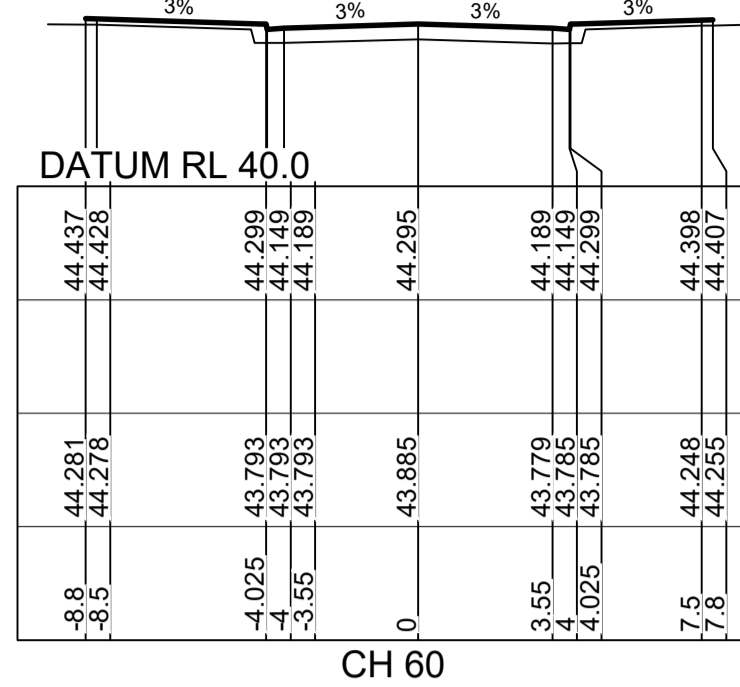 3% 3% 3% 3%
DATUM RL 40.0
44.437 44.428 44.299 44.149 44.189 44.295 44.189 44.149 44.299 44.398 44.407
44.281 44.278 43.793 43.793 43.793 43.885 43.779 43.785 43.785 44.248 44.255
-8.8 -8.5 -4.025 -4 -3.55 0 3.55 4 4.025 7.5 7.8
CH 60